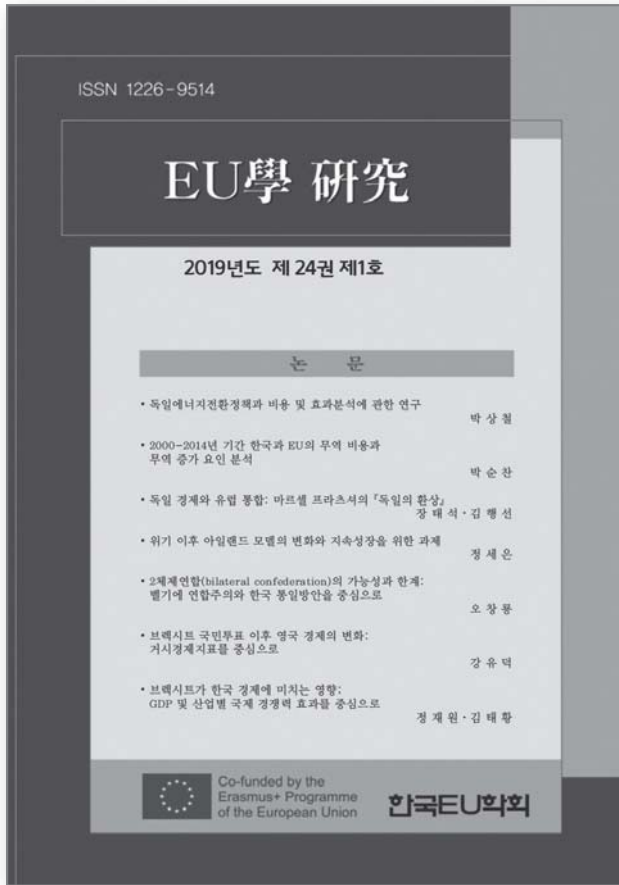 ISSN 1226-9514
EU學 研究
2019년도 제 24권 제1호
논 문
• 독일에너지전환정책과 비용 및 효과분석에 관한 연구
박 상 철
• 2000-2014년 기간 한국과 EU의 무역 비용과
무역 증가 요인 분석
박 순 찬
• 독일 경제와 유럽 통합: 마르셀 프라츠셔의 『독일의 환상』
장 태 석 · 김 행 선
• 위기 이후 아일랜드 모델의 변화와 지속성장을 위한 과제
정 세 은
• 2체제연합(bilateral confederation)의 가능성과 한계:
벨기에 연합주의와 한국 통일방안을 중심으로
오 창 룡
• 브렉시트 국민투표 이후 영국 경제의 변화:
거시경제지표를 중심으로
강 유 덕
• 브렉시트가 한국 경제에 미치는 영향:
GDP 및 산업별 국제 경쟁력 효과를 중심으로
정 재 원 · 김 태 황
Co-funded by the
Erasmus+ Programme
of the European Union
한국EU학회